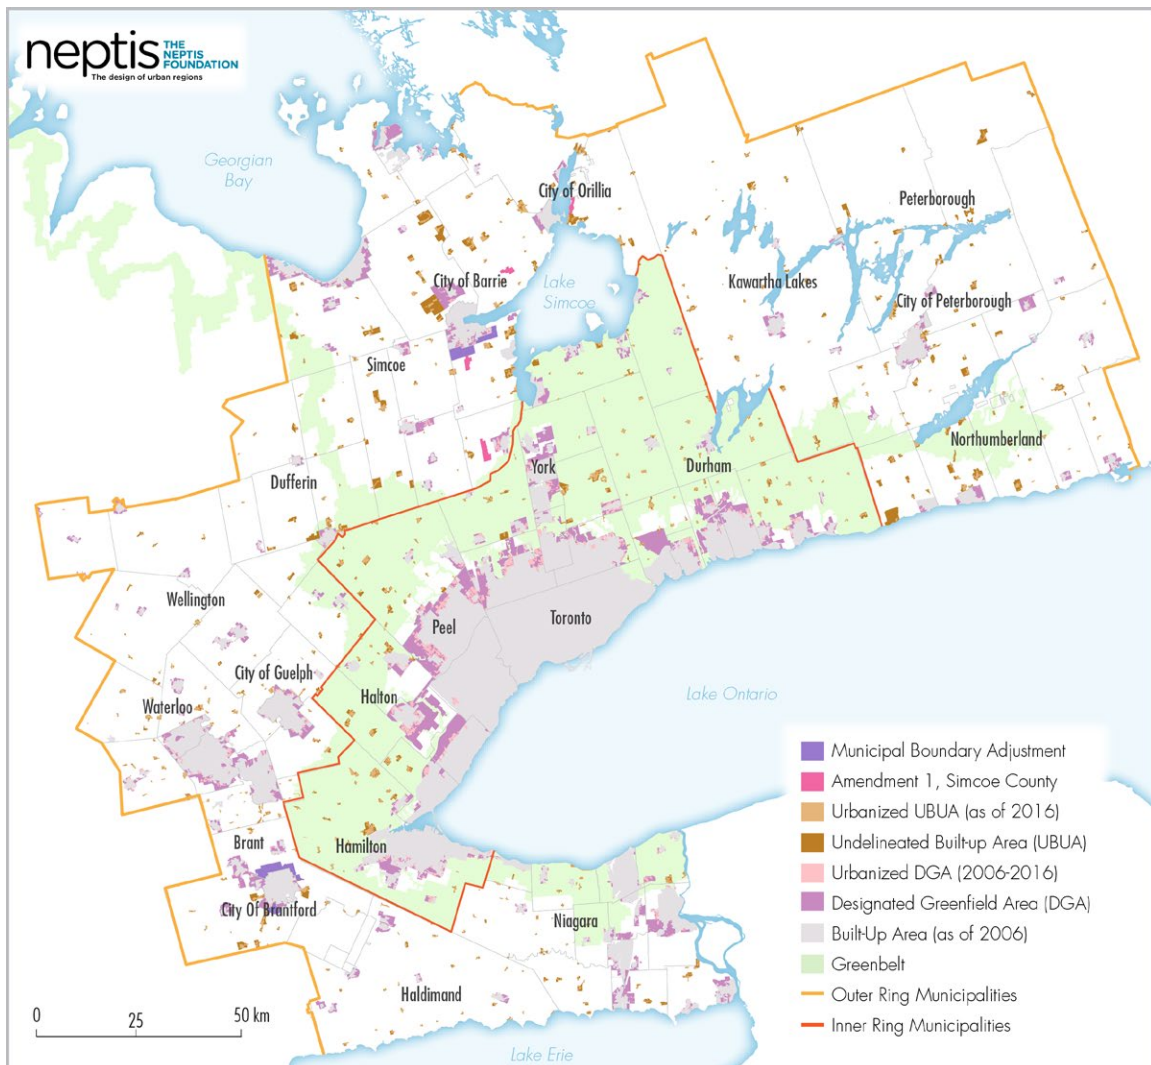 neptis THE NEPTIS FOUNDATION
The design of urban regions
Georgian Bay
City of Orillia
Peterborough
City of Barrie
Lake Simcoe
Kawartha Lakes
City of Peterborough
Simcoe
Northumberland
York
Durham
Dufferin
Wellington
Peel
Toronto
City of Guelph
Halton
Lake Ontario
Waterloo
Brant
Hamilton
City Of Brantford
Niagara
Haldimand
Lake Erie
Municipal Boundary Adjustment
Amendment 1, Simcoe County
Urbanized UBUA (as of 2016)
Undelineated Built-up Area (UBUA)
Urbanized DGA (2006-2016)
Designated Greenfield Area (DGA)
Built-Up Area (as of 2006)
Greenbelt
Outer Ring Municipalities
Inner Ring Municipalities
0 25 50 km